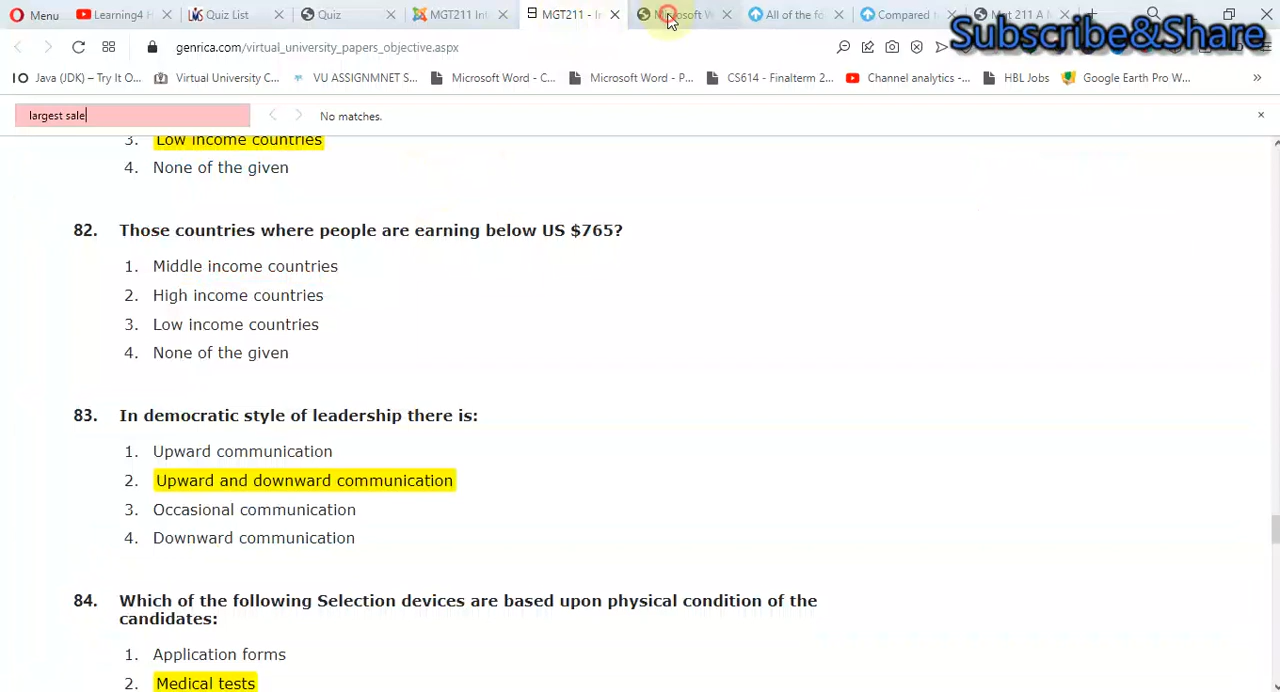 Menu
Learning4 H
Quiz List
Quiz
MGT211 Int
MGT211 - In
Microsoft W
All of the fo
Compared t
Mgt 211 A M
Subscribe&Share
genrica.com/virtual_university_papers_objective.aspx
Java (JDK) – Try It O...
Virtual University C...
VU ASSIGNMNET S...
Microsoft Word - C...
Microsoft Word - P...
CS614 - Finalterm 2...
Channel analytics -...
HBL Jobs
Google Earth Pro W...
»
largest sale
No matches.
3. Low income countries
4. None of the given
82. Those countries where people are earning below US $765?
1. Middle income countries
2. High income countries
3. Low income countries
4. None of the given
83. In democratic style of leadership there is:
1. Upward communication
2. Upward and downward communication
3. Occasional communication
4. Downward communication
84. Which of the following Selection devices are based upon physical condition of the
candidates:
1. Application forms
2. Medical tests